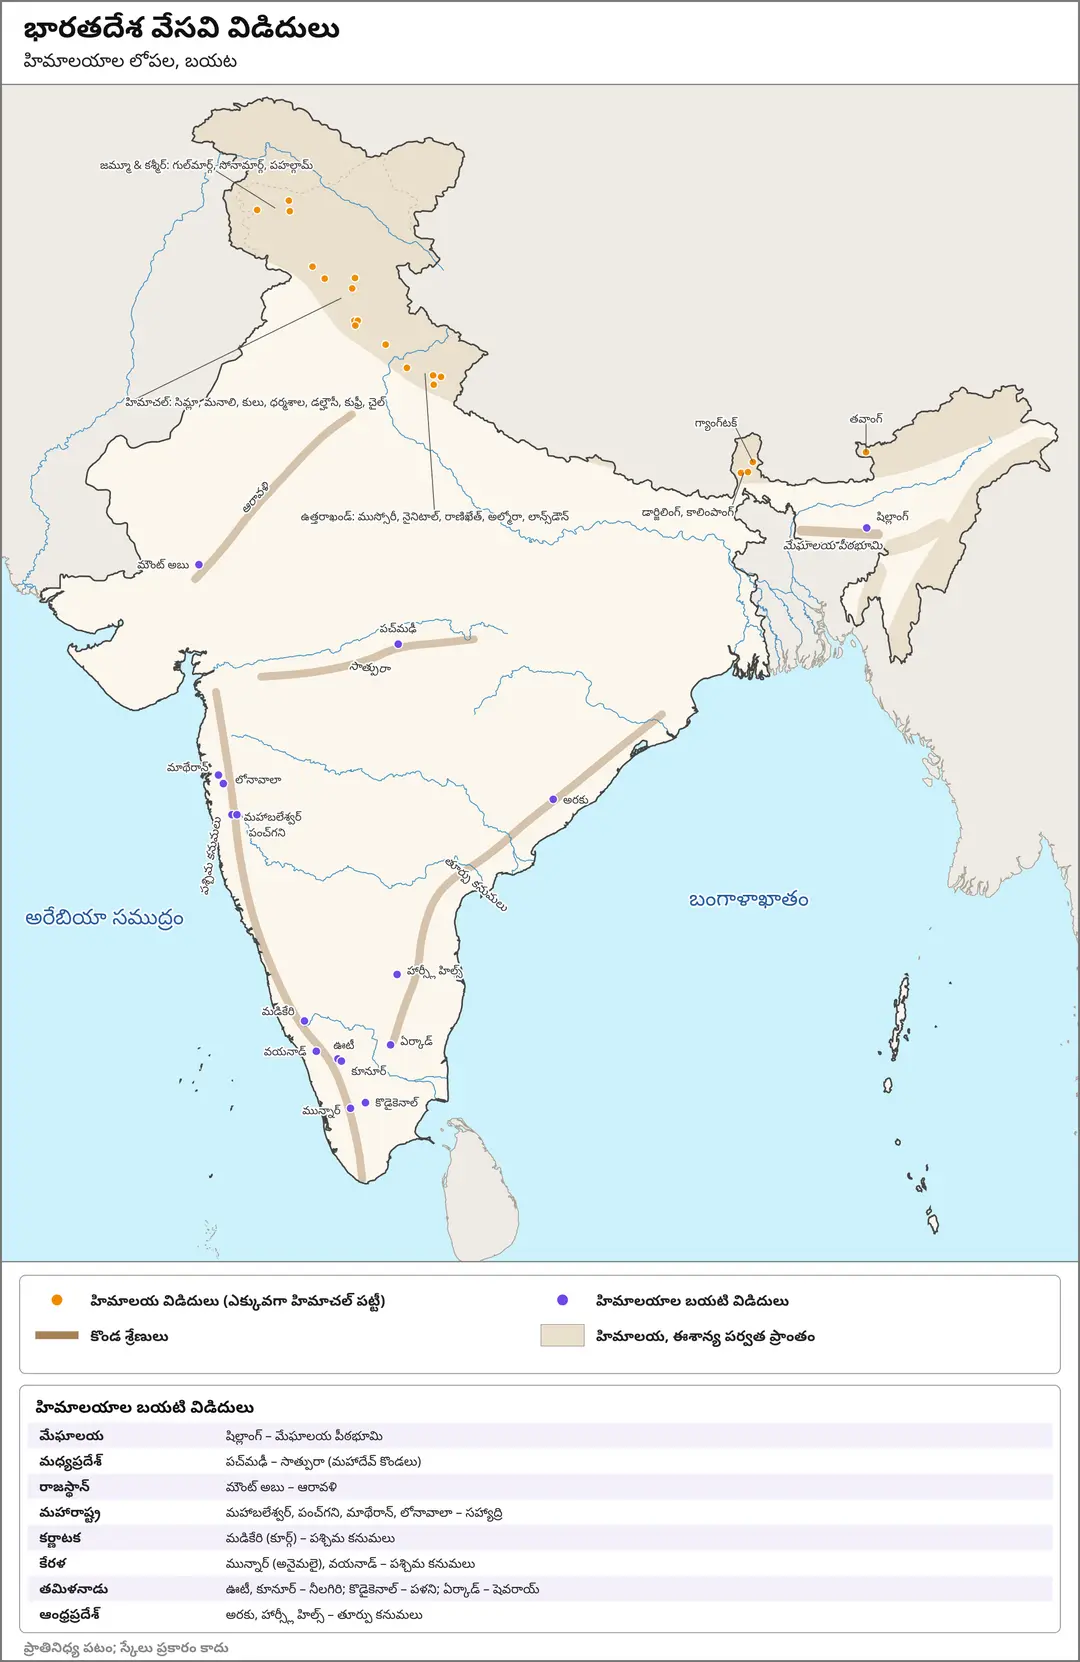 భారతదేశ వేసవి విడిదులు
హిమాలయాల లోపల, బయట
జమ్మూ & కశ్మీర్: గుల్‌మార్గ్, సోనామార్గ్, పహల్గామ్
హిమాచల్: సిమ్లా, మనాలి, కులు, ధర్మశాల, డల్హౌసీ, కుఫ్రీ, చైల్
గ్యాంగ్‌టక్
తవాంగ్
ఆరావళి
ఉత్తరాఖండ్: ముస్సోరీ, నైనిటాల్, రాణిఖేత్, అల్మోరా, లాన్స్‌డౌన్
డార్జిలింగ్, కాలింపాంగ్
షిల్లాంగ్
మేఘాలయ పీఠభూమి
మౌంట్ అబు
పచ్‌మఢీ
సాత్పురా
మాథేరాన్
లోనావాలా
అరకు
మహాబలేశ్వర్
పంచ్‌గని
పశ్చిమ కనుమలు
తూర్పు కనుమలు
అరేబియా సముద్రం
బంగాళాఖాతం
హార్స్లీ హిల్స్
మడికేరి
ఊటీ
ఏర్కాడ్
వయనాడ్
కూనూర్
కొడైకెనాల్
మున్నార్
హిమాలయ విడిదులు (ఎక్కువగా హిమాచల్ పట్టీ)
హిమాలయాల బయటి విడిదులు
కొండ శ్రేణులు
హిమాలయ, ఈశాన్య పర్వత ప్రాంతం
హిమాలయాల బయటి విడిదులు
మేఘాలయ షిల్లాంగ్ – మేఘాలయ పీఠభూమి
మధ్యప్రదేశ్ పచ్‌మఢీ – సాత్పురా (మహాదేవ్ కొండలు)
రాజస్థాన్ మౌంట్ అబు – ఆరావళి
మహారాష్ట్ర మహాబలేశ్వర్, పంచ్‌గని, మాథేరాన్, లోనావాలా – సహ్యాద్రి
కర్ణాటక మడికేరి (కూర్గ్) – పశ్చిమ కనుమలు
కేరళ మున్నార్ (అనైమలై), వయనాడ్ – పశ్చిమ కనుమలు
తమిళనాడు ఊటీ, కూనూర్ – నీలగిరి; కొడైకెనాల్ – పళని; ఏర్కాడ్ – షెవరాయ్
ఆంధ్రప్రదేశ్ అరకు, హార్స్లీ హిల్స్ – తూర్పు కనుమలు
ప్రాతినిధ్య పటం; స్కేలు ప్రకారం కాదు